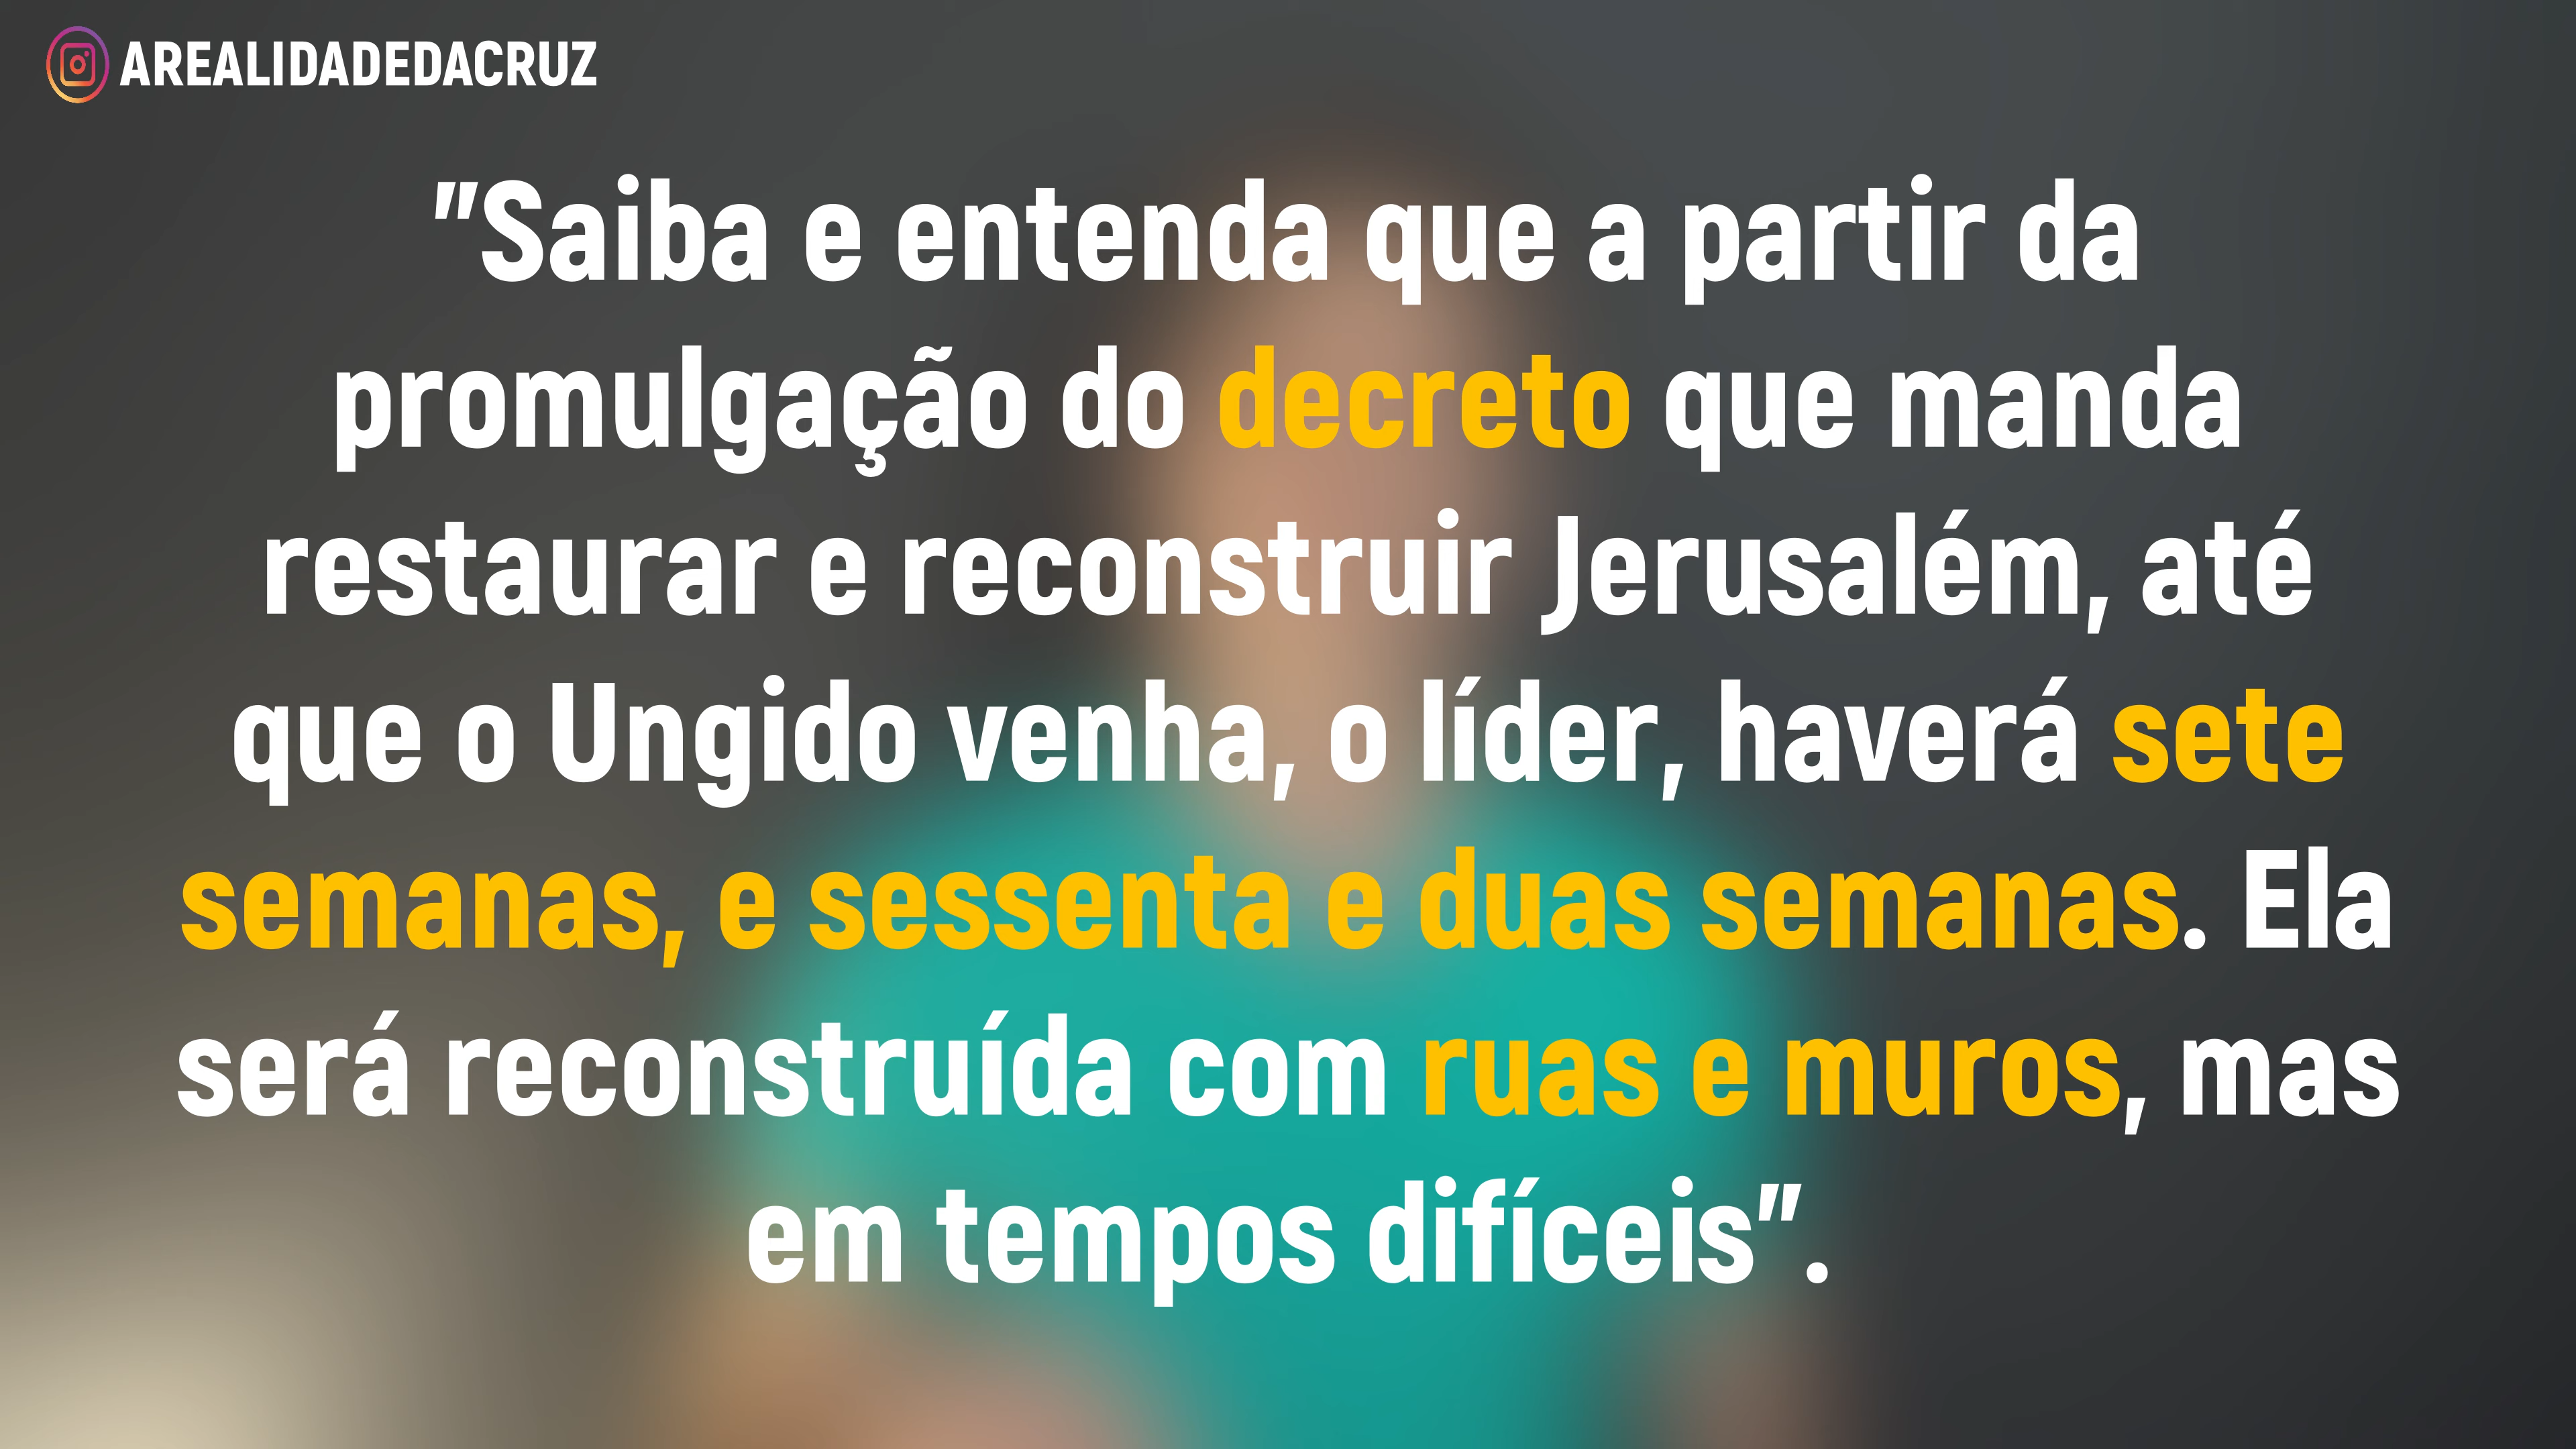 AREALIDADEDACRUZ
"Saiba e entenda que a partir da
promulgação do decreto que manda
restaurar e reconstruir Jerusalém, até
que o Ungido venha, o líder, haverá sete
semanas, e sessenta e duas semanas. Ela
será reconstruída com ruas e muros, mas
em tempos difíceis".